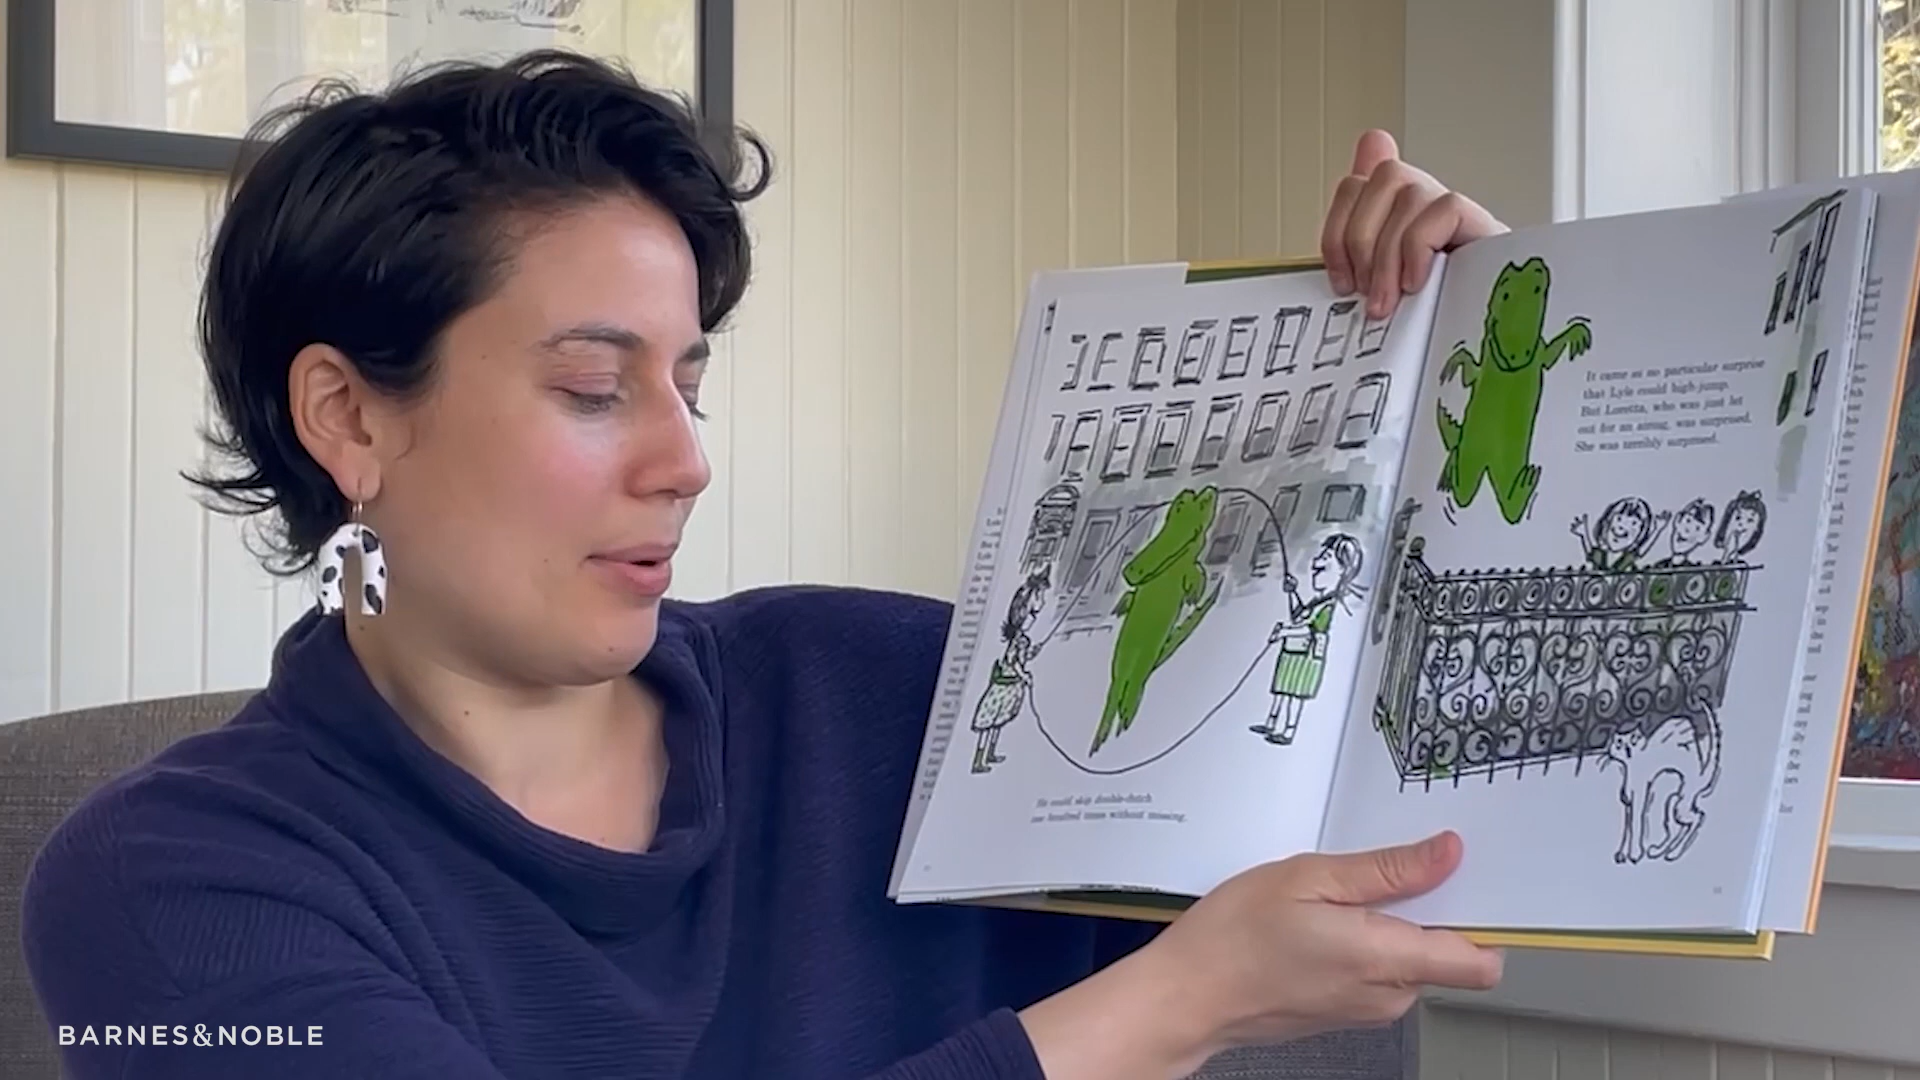 He could skip double-dutch
one hundred times without missing.
It came as no particular surprise
that Lyle could high-jump.
But Loretta, who was just let
out for an airing, was surprised.
She was terribly surprised.
BARNES&NOBLE